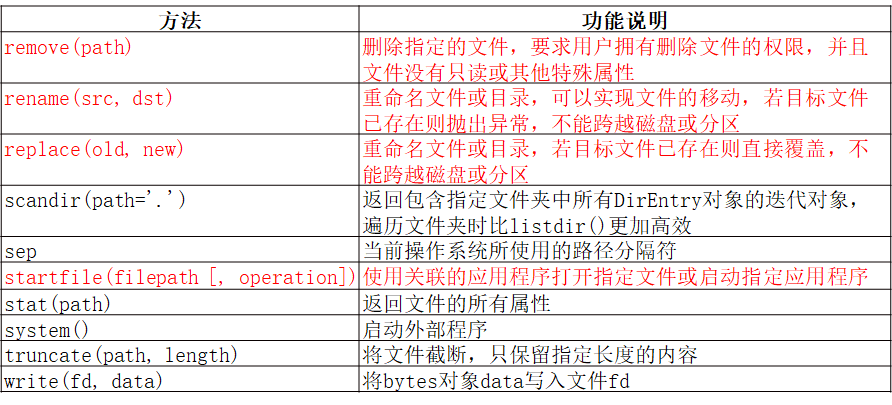 方法 功能说明
remove(path) 删除指定的文件，要求用户拥有删除文件的权限，并且
文件没有只读或其他特殊属性
rename(src, dst) 重命名文件或目录，可以实现文件的移动，若目标文件
已存在则抛出异常，不能跨越磁盘或分区
replace(old, new) 重命名文件或目录，若目标文件已存在则直接覆盖，不
能跨越磁盘或分区
scandir(path='.') 返回包含指定文件夹中所有DirEntry对象的迭代对象，
遍历文件夹时比listdir()更加高效
sep 当前操作系统所使用的路径分隔符
startfile(filepath [, operation]) 使用关联的应用程序打开指定文件或启动指定应用程序
stat(path) 返回文件的所有属性
system() 启动外部程序
truncate(path, length) 将文件截断，只保留指定长度的内容
write(fd, data) 将bytes对象data写入文件fd